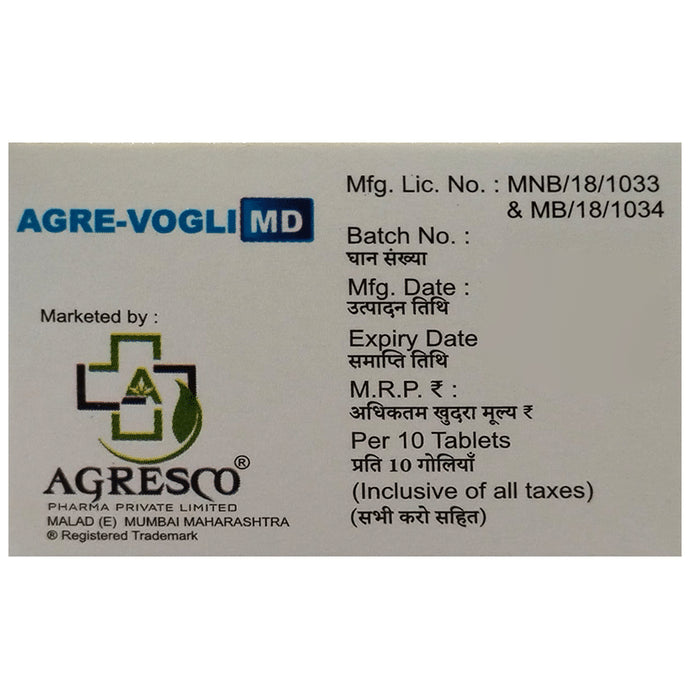 AGRE-VOGLI MD
Marketed by :
A
AGRESCO®
PHARMA PRIVATE LIMITED
MALAD (E) MUMBAI MAHARASHTRA
® Registered Trademark
Mfg. Lic. No. : MNB/18/1033
& MB/18/1034
Batch No. :
घान संख्या
Mfg. Date :
उत्पादन तिथि
Expiry Date
समाप्ति तिथि
M.R.P. ₹ :
अधिकतम खुदरा मूल्य ₹
Per 10 Tablets
प्रति 10 गोलियाँ
(Inclusive of all taxes)
(सभी करो सहित)